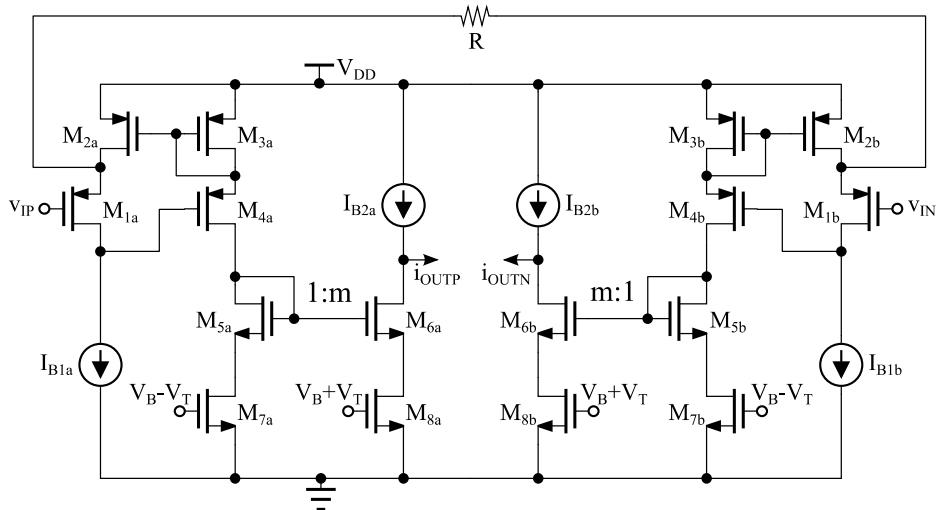 R
V_DD
M_2a
M_3a
M_3b
M_2b
v_IP
M_1a
M_4a
I_B2a
I_B2b
M_4b
M_1b
v_IN
i_OUTP
i_OUTN
1:m
m:1
M_5a
M_6a
M_6b
M_5b
I_B1a
I_B1b
V_B−V_T
V_B+V_T
V_B+V_T
V_B−V_T
M_7a
M_8a
M_8b
M_7b